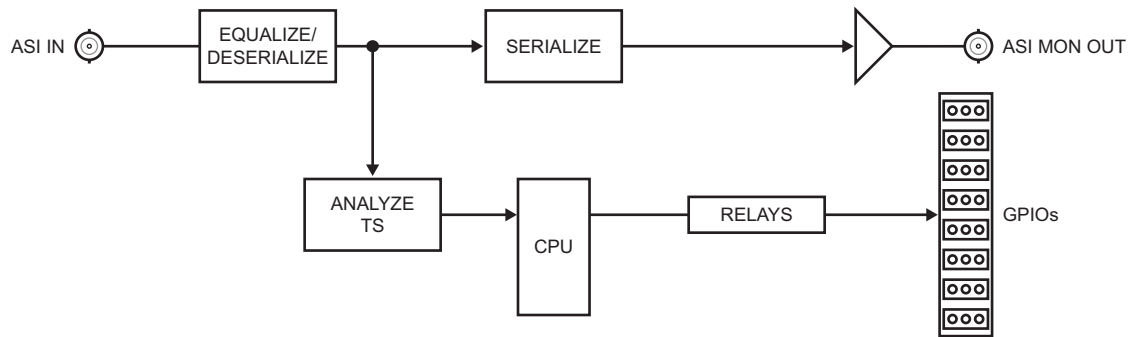 ASI IN
EQUALIZE/
DESERIALIZE
SERIALIZE
ASI MON OUT
ANALYZE
TS
CPU
RELAYS
GPIOs